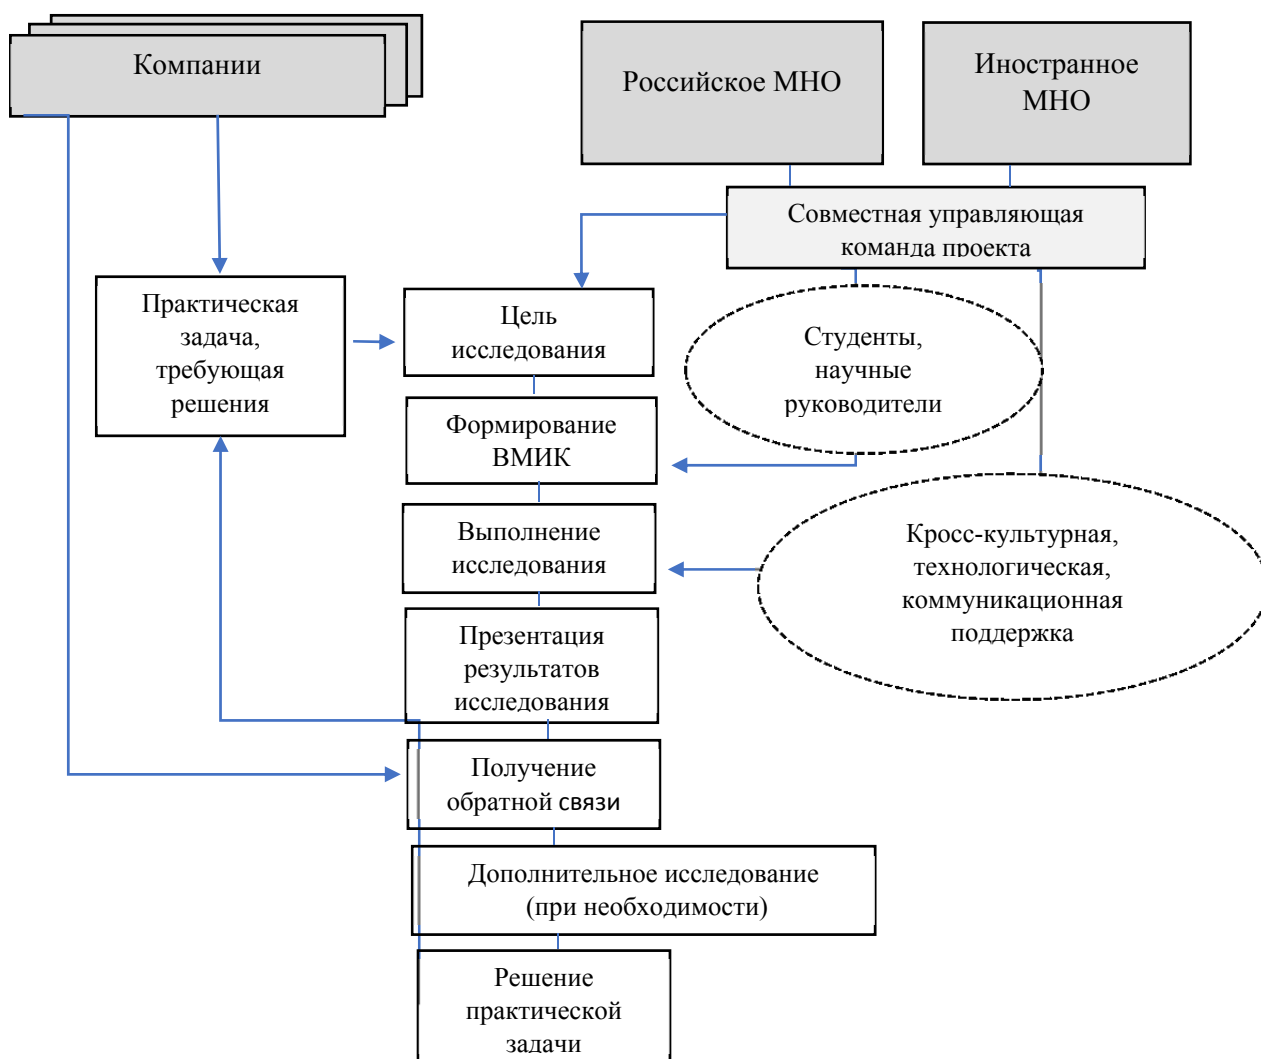 Компании
Российское МНО
Иностранное
МНО
Совместная управляющая
команда проекта
Практическая
задача,
требующая
решения
Цель
исследования
Студенты,
научные
руководители
Формирование
ВМИК
Выполнение
исследования
Кросс-культурная,
технологическая,
коммуникационная
поддержка
Презентация
результатов
исследования
Получение
обратной связи
Дополнительное исследование
(при необходимости)
Решение
практической
задачи